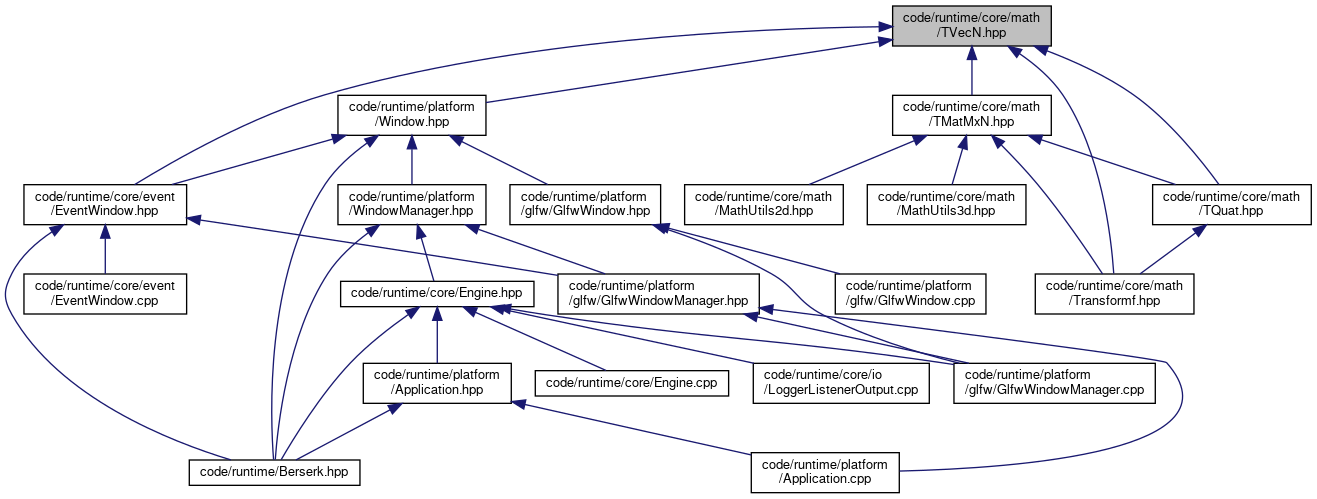 code/runtime/core/math
/TVecN.hpp
code/runtime/platform
/Window.hpp
code/runtime/core/math
/TMatMxN.hpp
code/runtime/core/event
/EventWindow.hpp
code/runtime/platform
/WindowManager.hpp
code/runtime/platform
/glfw/GlfwWindow.hpp
code/runtime/core/math
/MathUtils2d.hpp
code/runtime/core/math
/MathUtils3d.hpp
code/runtime/core/math
/TQuat.hpp
code/runtime/core/event
/EventWindow.cpp
code/runtime/core/Engine.hpp
code/runtime/platform
/glfw/GlfwWindowManager.hpp
code/runtime/platform
/glfw/GlfwWindow.cpp
code/runtime/core/math
/Transformf.hpp
code/runtime/platform
/Application.hpp
code/runtime/core/Engine.cpp
code/runtime/core/io
/LoggerListenerOutput.cpp
code/runtime/platform
/glfw/GlfwWindowManager.cpp
code/runtime/Berserk.hpp
code/runtime/platform
/Application.cpp